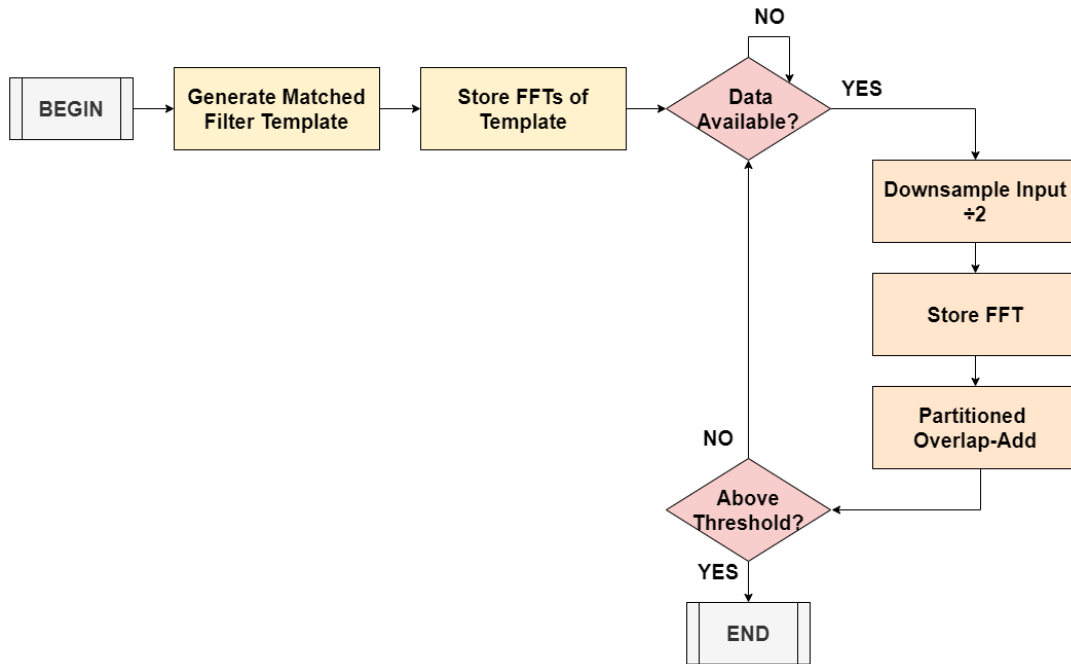 NO
BEGIN
Generate Matched
Filter Template
Store FFTs of
Template
Data
Available?
YES
Downsample Input
÷2
Store FFT
Partitioned
Overlap-Add
NO
Above
Threshold?
YES
END